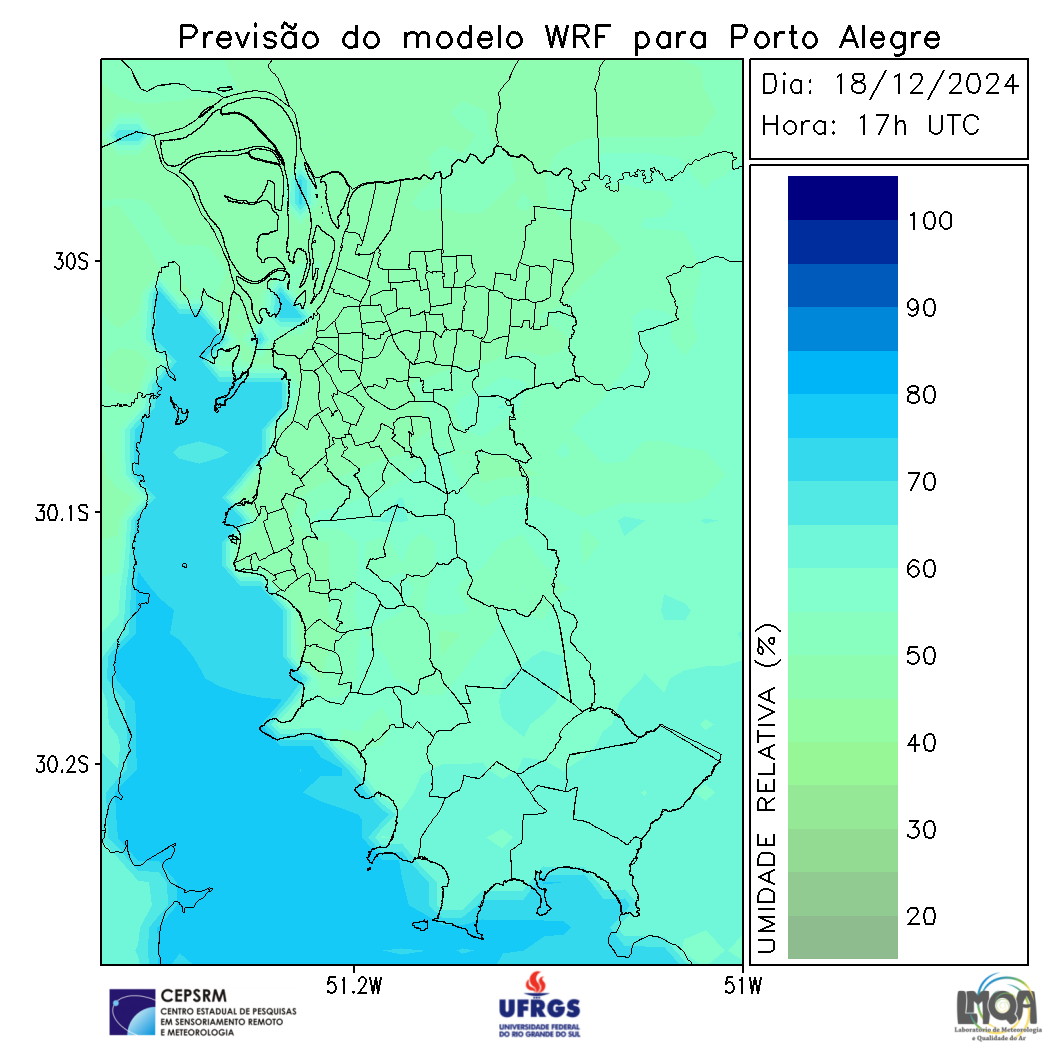 Previsão do modelo WRF para Porto Alegre
Dia: 18/12/2024
Hora: 17h UTC
100
90
80
70
60
50
40
30
20
UMIDADE RELATIVA (%)
30S
30.1S
30.2S
51.2W
51W
CEPSRM
CENTRO ESTADUAL DE PESQUISAS
EM SENSORIAMENTO REMOTO
E METEOROLOGIA
UFRGS
UNIVERSIDADE FEDERAL
DO RIO GRANDE DO SUL
LMQA
Laboratório de Meteorologia
e Qualidade do Ar